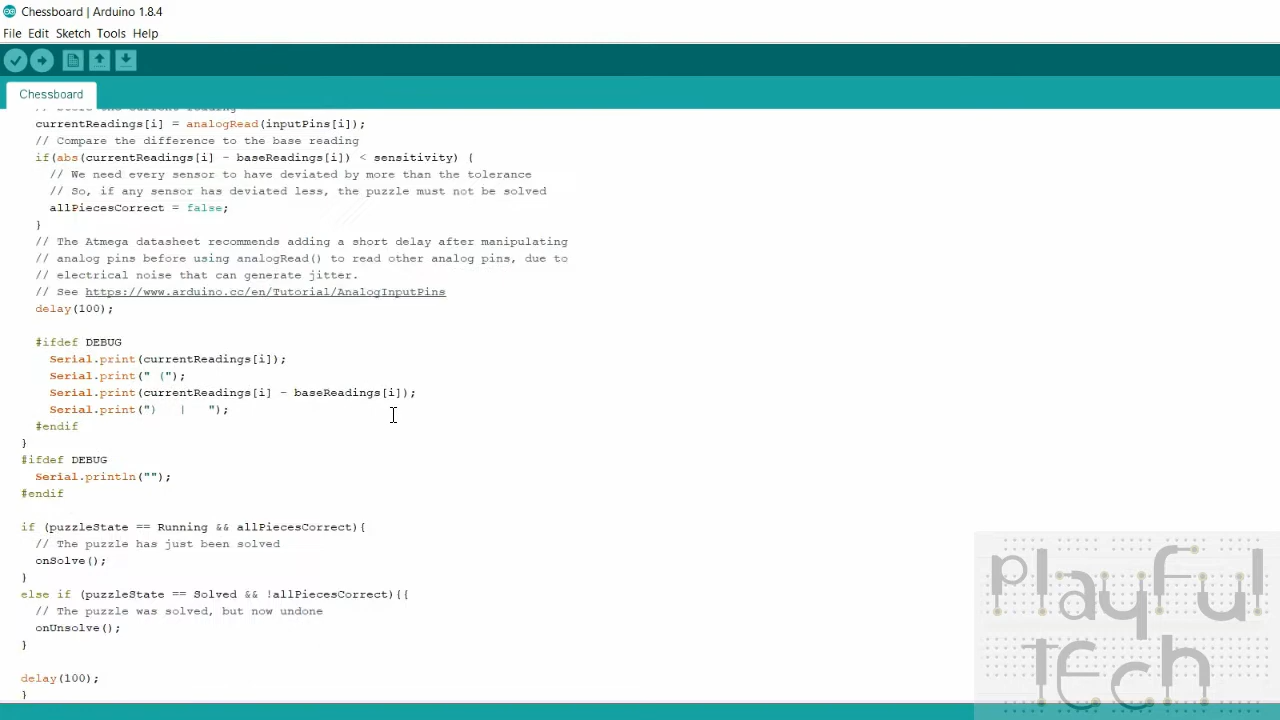 Chessboard | Arduino 1.8.4
File Edit Sketch Tools Help
Chessboard
currentReadings[i] = analogRead(inputPins[i]);
// Compare the difference to the base reading
if(abs(currentReadings[i] - baseReadings[i]) < sensitivity) {
// We need every sensor to have deviated by more than the tolerance
// So, if any sensor has deviated less, the puzzle must not be solved
allPiecesCorrect = false;
}
// The Atmega datasheet recommends adding a short delay after manipulating
// analog pins before using analogRead() to read other analog pins, due to
// electrical noise that can generate jitter.
// See https://www.arduino.cc/en/Tutorial/AnalogInputPins
delay(100);
#ifdef DEBUG
Serial.print(currentReadings[i]);
Serial.print(" (");
Serial.print(currentReadings[i] - baseReadings[i]);
Serial.print(")   |   ");
#endif
}
#ifdef DEBUG
Serial.println("");
#endif
if (puzzleState == Running && allPiecesCorrect){
// The puzzle has just been solved
onSolve();
}
else if (puzzleState == Solved && !allPiecesCorrect){{
// The puzzle was solved, but now undone
onUnsolve();
}
delay(100);
}
playful
tech